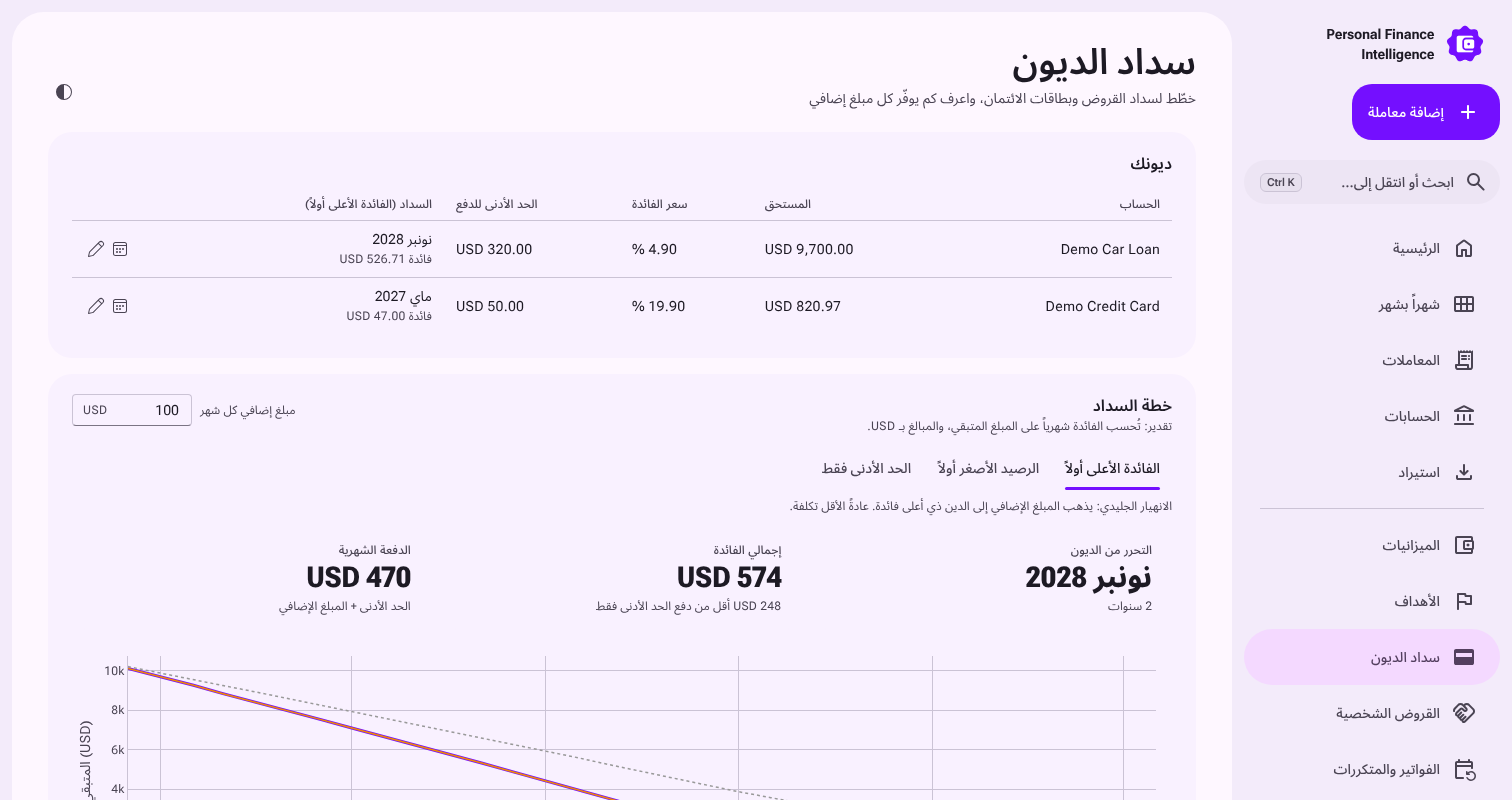 Personal Finance
Intelligence
إضافة معاملة
ابحث أو انتقل إلى...
Ctrl K
الرئيسية
شهراً بشهر
المعاملات
الحسابات
استيراد
الميزانيات
الأهداف
سداد الديون
القروض الشخصية
الفواتير والمتكررات
سداد الديون
خطّط لسداد القروض وبطاقات الائتمان، واعرف كم يوفّر كل مبلغ إضافي
ديونك
الحساب المستحق سعر الفائدة الحد الأدنى للدفع السداد (الفائدة الأعلى أولاً)
Demo Car Loan USD 9,700.00 % 4.90 USD 320.00 نونبر 2028
فائدة USD 526.71
Demo Credit Card USD 820.97 % 19.90 USD 50.00 ماي 2027
فائدة USD 47.00
خطة السداد
تقدير: تُحسب الفائدة شهرياً على المبلغ المتبقي، والمبالغ بـ USD.
مبلغ إضافي كل شهر 100 USD
الفائدة الأعلى أولاً الرصيد الأصغر أولاً الحد الأدنى فقط
الانهيار الجليدي: يذهب المبلغ الإضافي إلى الدين ذي أعلى فائدة. عادةً الأقل تكلفة.
التحرر من الديون إجمالي الفائدة الدفعة الشهرية
نونبر 2028 USD 574 USD 470
2 سنوات USD 248 أقل من دفع الحد الأدنى فقط الحد الأدنى + المبلغ الإضافي
10k
8k
6k
4k
المتبقي (USD)